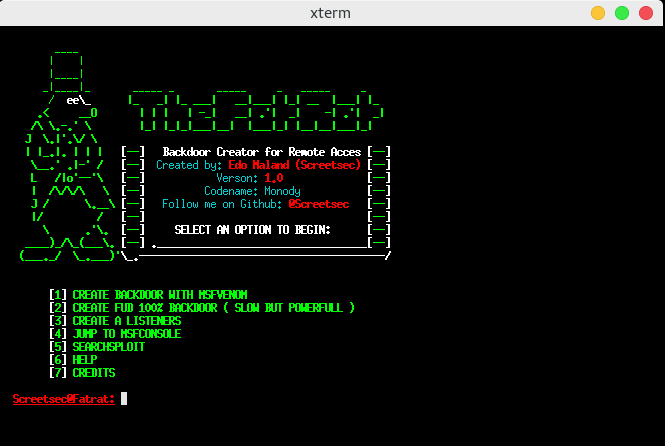 xterm
THE FATRAT
[--] Backdoor Creator for Remote Acces [--]
[--] Created by: Edo Maland (Screetsec) [--]
[--] Verson: 1.0 [--]
[--] Codename: Monody [--]
[--] Follow me on Github: @Screetsec [--]
[--] [--]
[--] SELECT AN OPTION TO BEGIN: [--]
[1] CREATE BACKDOOR WITH MSFVENOM
[2] CREATE FUD 100% BACKDOOR ( SLOW BUT POWERFULL )
[3] CREATE A LISTENERS
[4] JUMP TO MSFCONSOLE
[5] SEARCHSPLOIT
[6] HELP
[7] CREDITS
Screetsec@Fatrat: